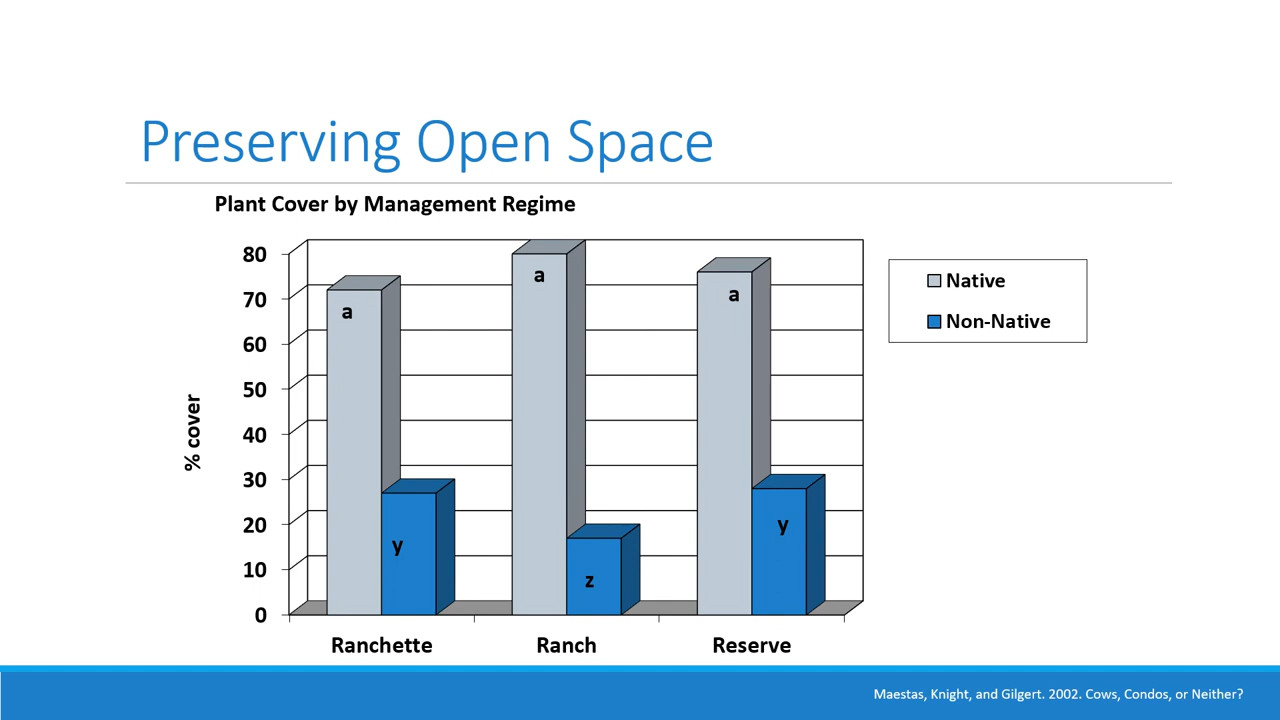 Preserving Open Space
Plant Cover by Management Regime
80
70
60
50
40
30
20
10
0
% cover
a
y
a
z
a
y
Ranchette
Ranch
Reserve
Native
Non-Native
Maestas, Knight, and Gilgert. 2002. Cows, Condos, or Neither?